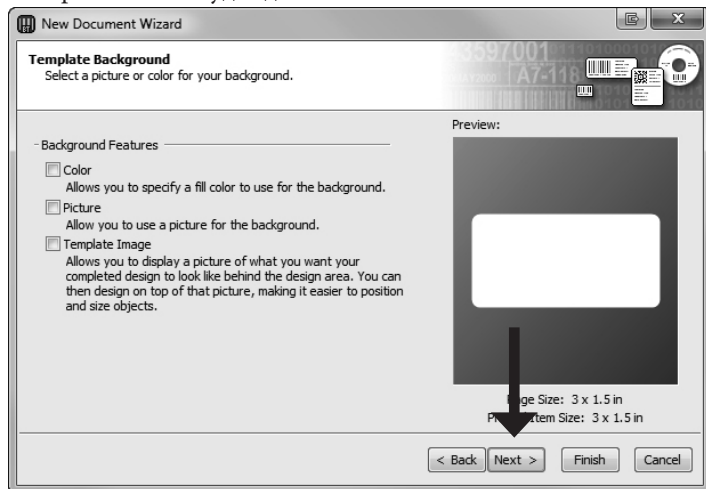 New Document Wizard
Template Background
Select a picture or color for your background.
Preview:
Background Features
Color
Allows you to specify a fill color to use for the background.
Picture
Allow you to use a picture for the background.
Template Image
Allows you to display a picture of what you want your
completed design to look like behind the design area. You can
then design on top of that picture, making it easier to position
and size objects.
Size: 3 x 1.5 in
Item Size: 3 x 1.5 in
< Back Next > Finish Cancel